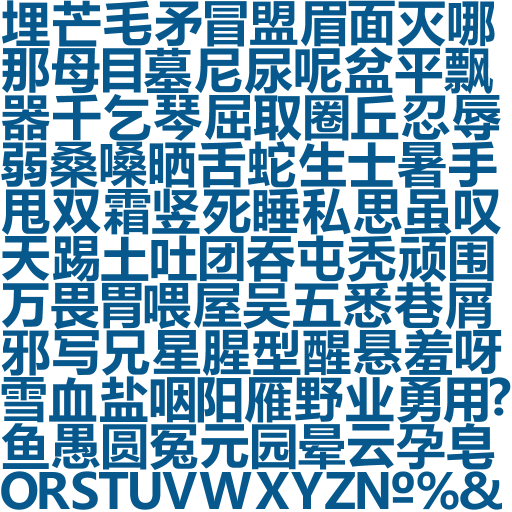 埋芒毛矛冒盟眉面灭哪
那母目墓尼尿呢盆平飘
器千乞琴屈取圈丘忍辱
弱桑嗓晒舌蛇生士暑手
甩双霜竖死睡私思虽叹
天踢土吐团吞屯秃顽围
万畏胃喂屋吴五悉巷屑
邪写兄星腥型醒悬羞呀
雪血盐咽阳雁野业勇用?
鱼愚圆冤元园晕云孕皂
ORSTUVWXYZNº%&